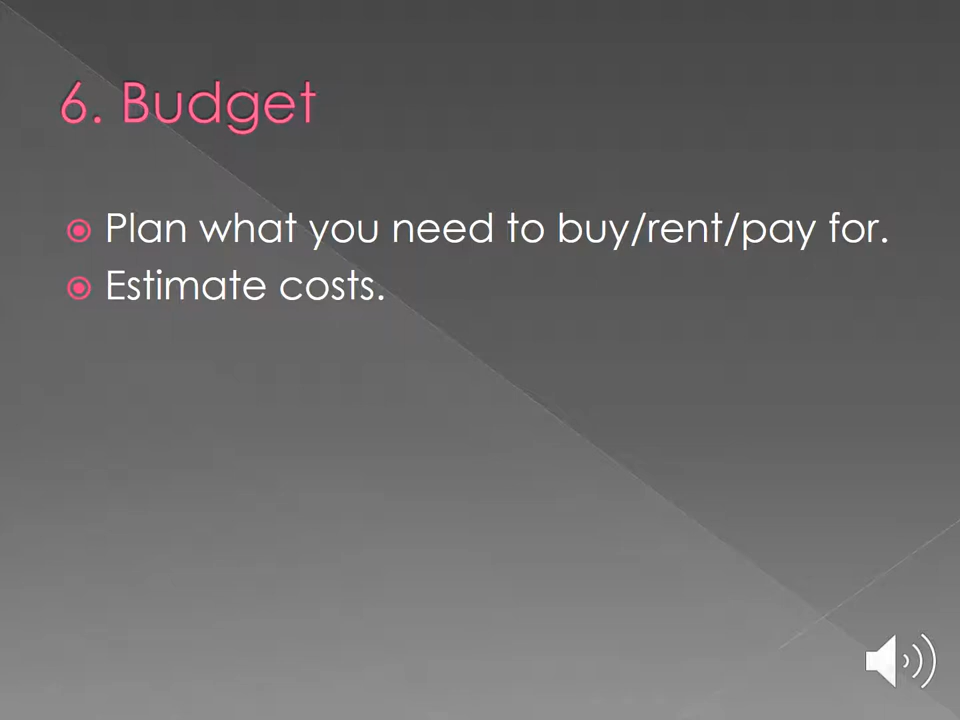 6. Budget
Plan what you need to buy/rent/pay for.
Estimate costs.